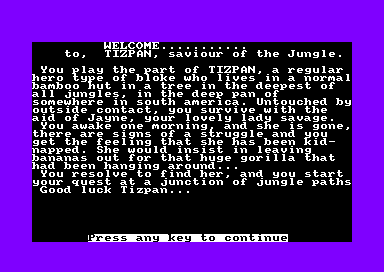 WELCOME...........
to,  TIZPAN, saviour of the Jungle.
You play the part of TIZPAN, a regular
hero type of bloke who lives in a normal
bamboo hut in a tree in the deepest of
all jungles, in the deep pan of
somewhere in south america. Untouched by
outside contact, you survive with the
aid of Jayne, your lovely lady savage.
You awake one morning, and she is gone,
there are signs of a struggle and you
get the feeling that she has been kid-
napped. She would insist in leaving
bananas out for that huge gorilla that
had been hanging around...
You resolve to find her, and you start
your quest at a junction of jungle paths
Good luck Tizpan...
Press any key to continue